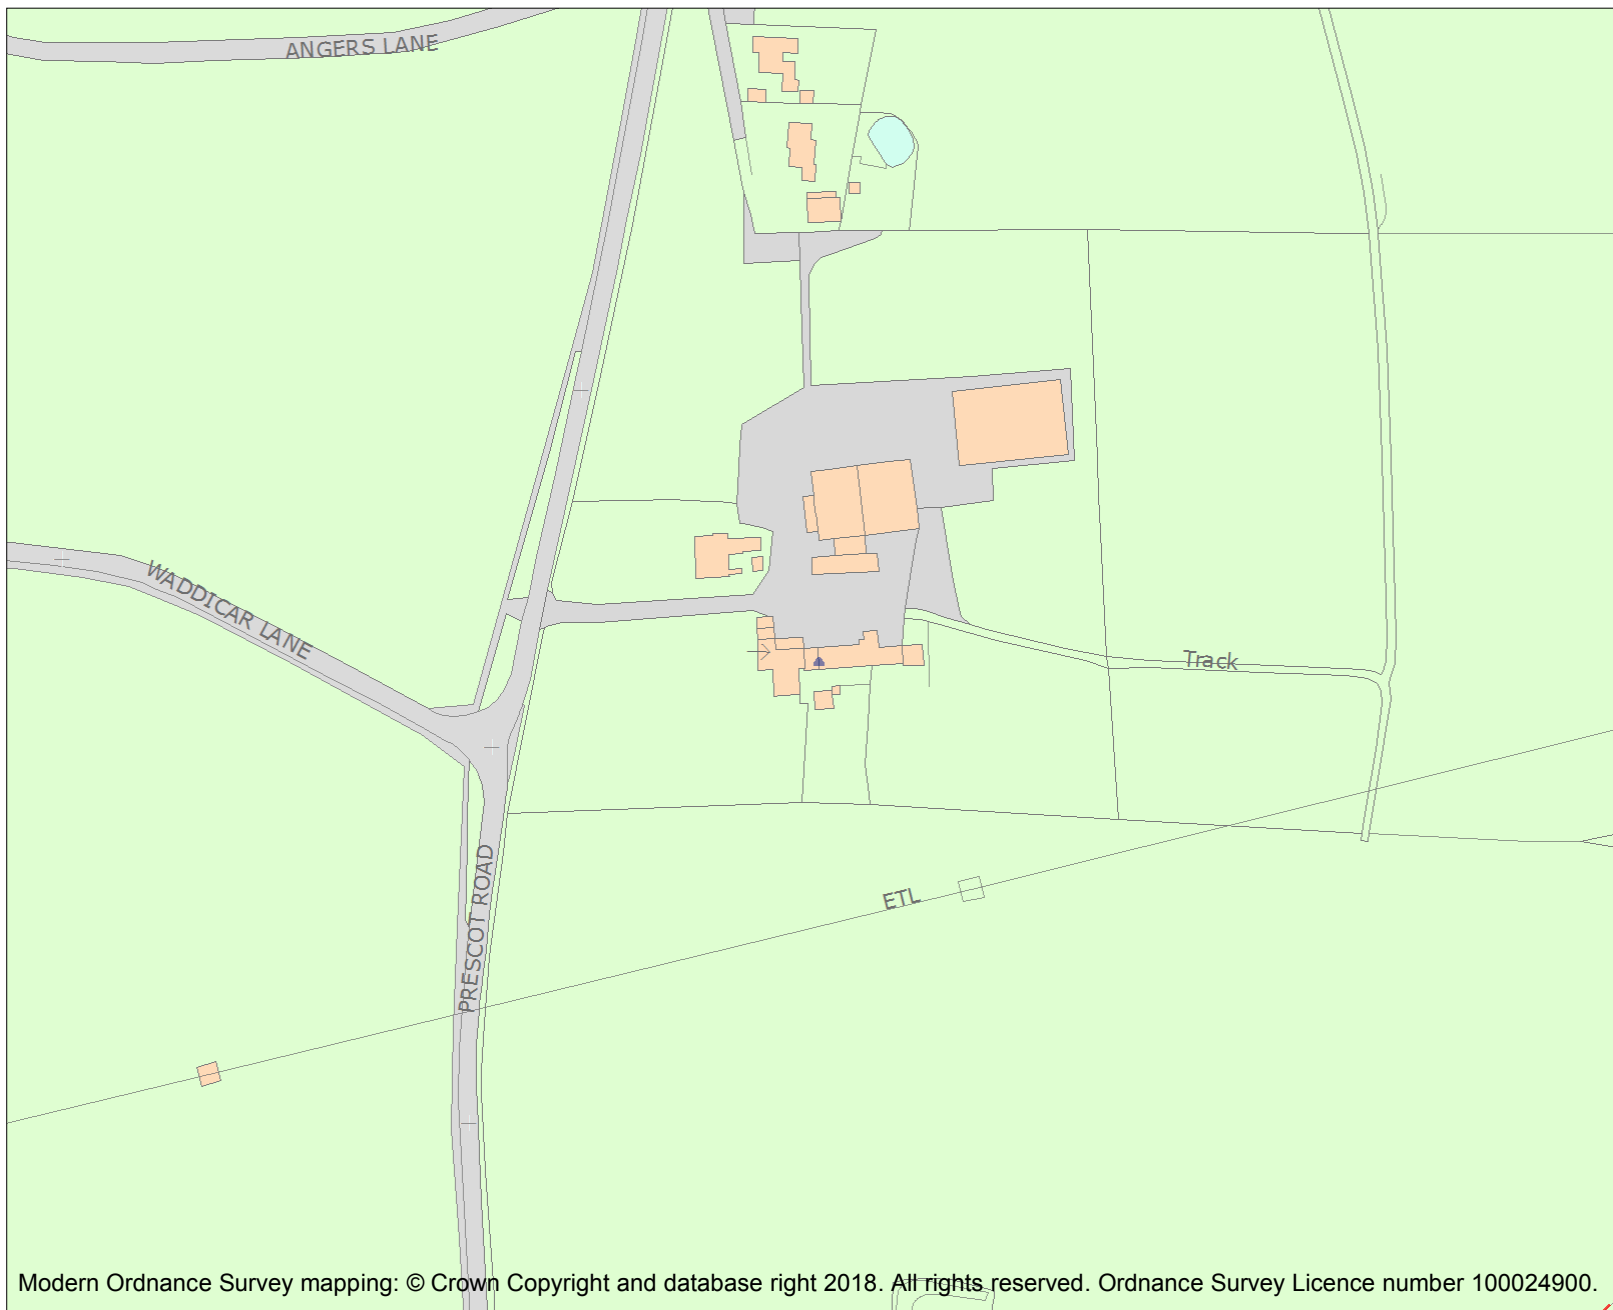 ANGERS LANE
WADDICAR LANE
Track
ETL
PRESCOT ROAD
Modern Ordnance Survey mapping: © Crown Copyright and database right 2018. All rights reserved. Ordnance Survey Licence number 100024900.